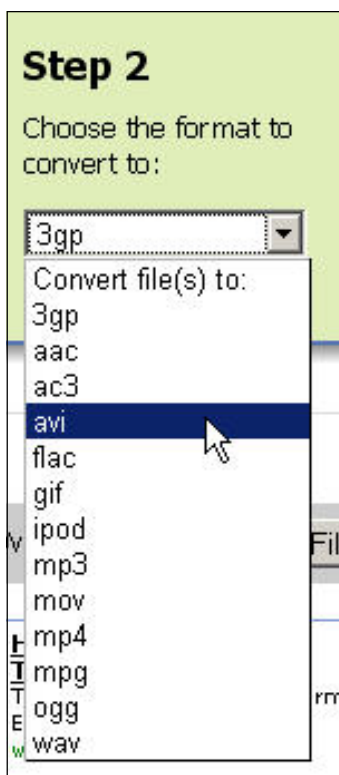 Step 2
Choose the format to
convert to:
3gp
Convert file(s) to:
3gp
aac
ac3
avi
flac
gif
ipod
mp3
mov
mp4
mpg
ogg
wav